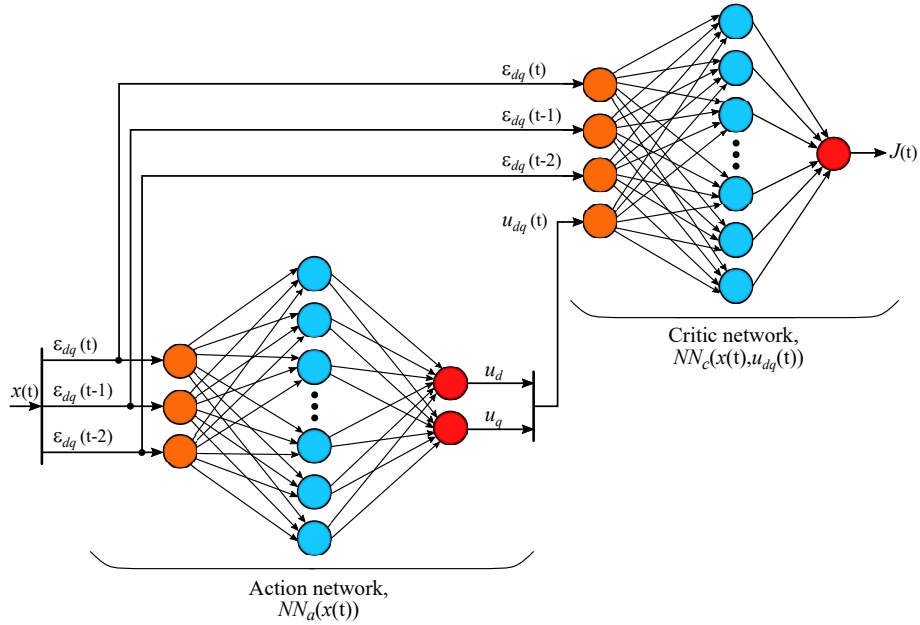 ε_dq (t)
ε_dq (t-1)
ε_dq (t-2)
u_dq (t)
J(t)
Critic network,
NN_c(x(t),u_dq(t))
x(t)
ε_dq (t)
ε_dq (t-1)
ε_dq (t-2)
u_d
u_q
Action network,
NN_a(x(t))